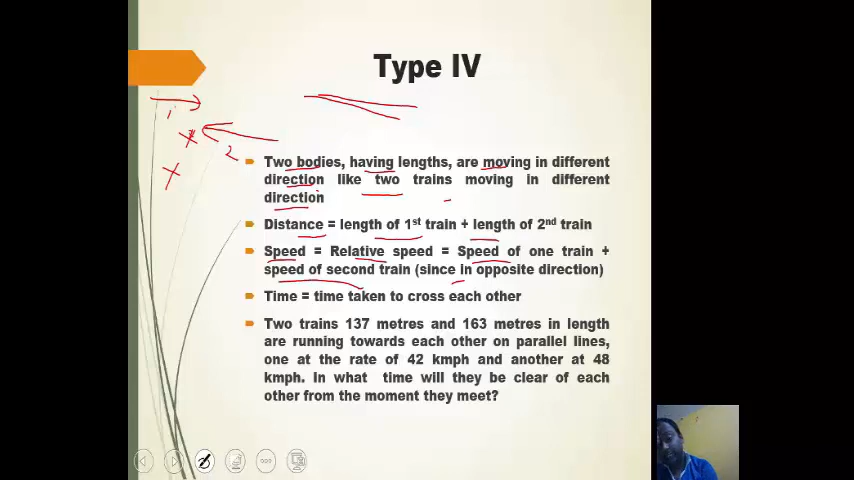 Type IV
1
2
Two bodies, having lengths, are moving in different
direction like two trains moving in different
direction
Distance = length of 1st train + length of 2nd train
Speed = Relative speed = Speed of one train +
speed of second train (since in opposite direction)
Time = time taken to cross each other
Two trains 137 metres and 163 metres in length
are running towards each other on parallel lines,
one at the rate of 42 kmph and another at 48
kmph. In what time will they be clear of each
other from the moment they meet?